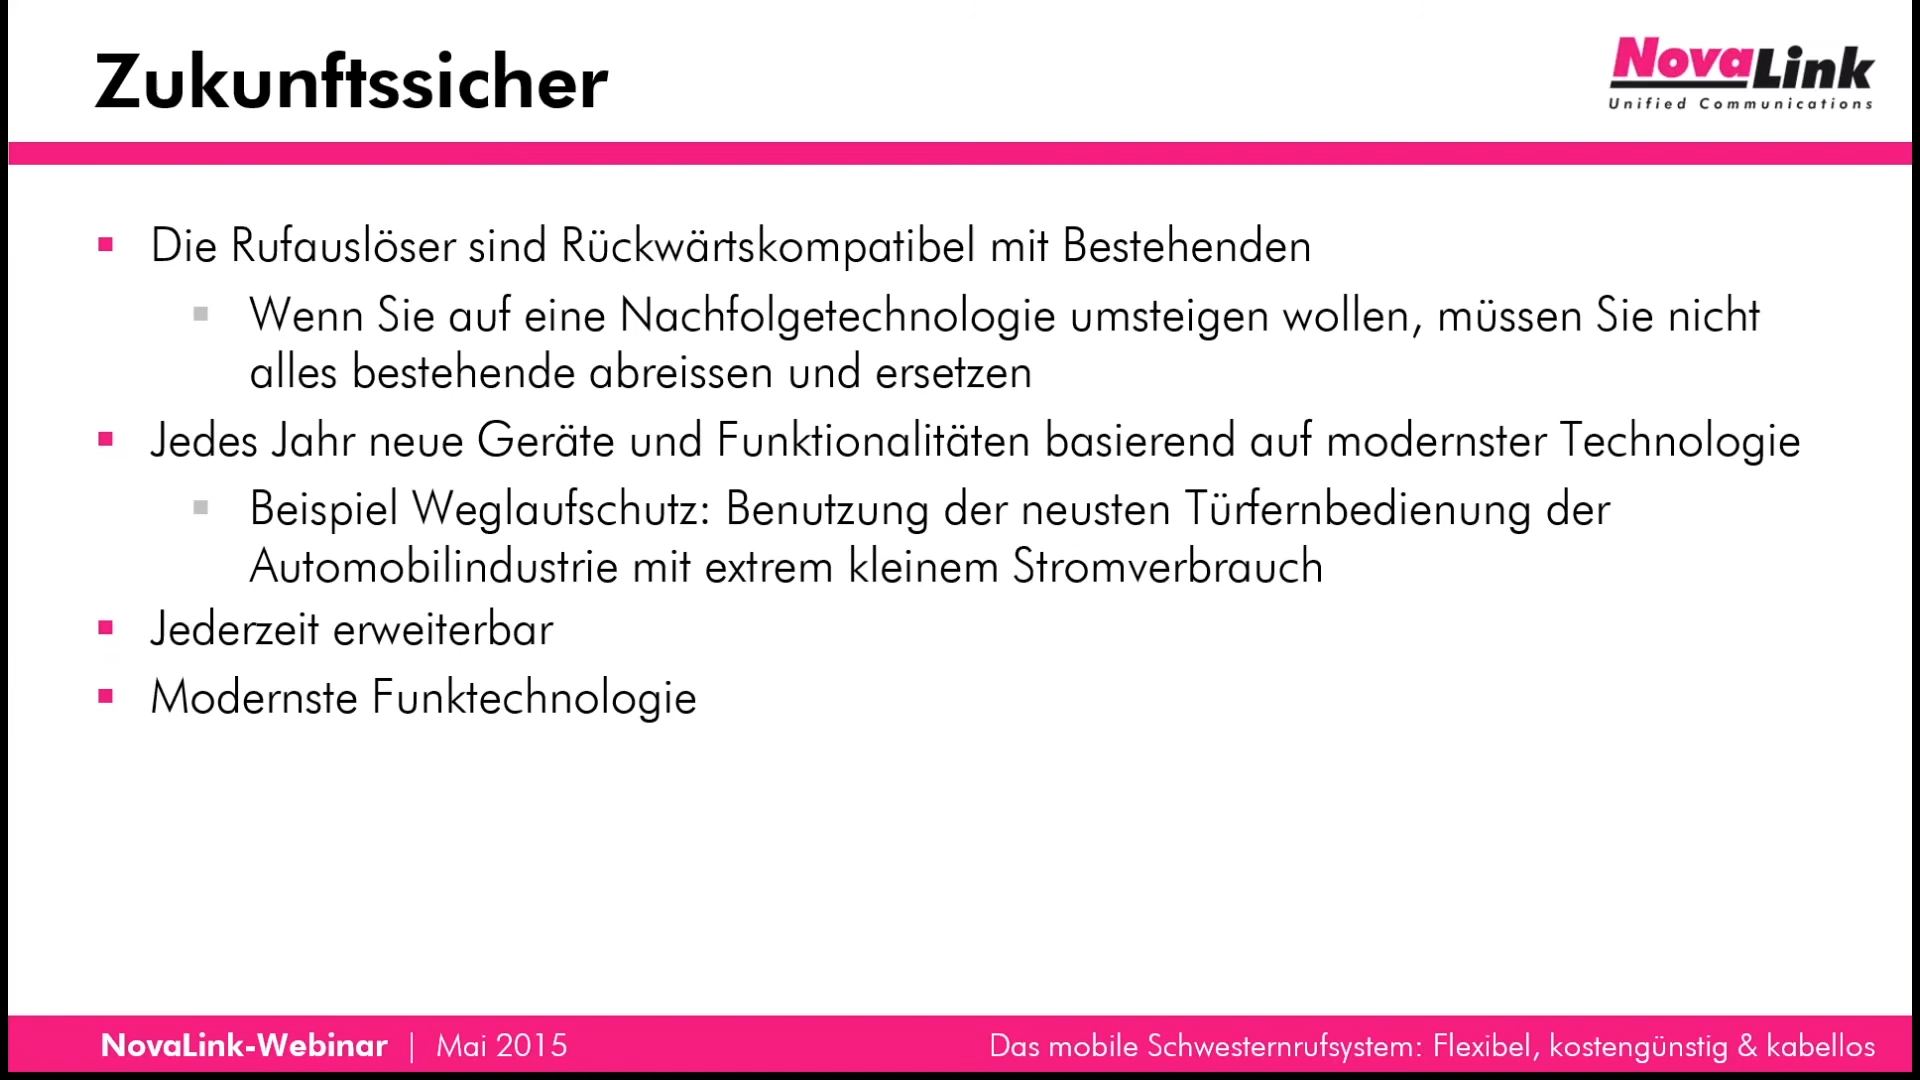 Zukunftssicher
NovaLink
Unified Communications
Die Rufauslöser sind Rückwärtskompatibel mit Bestehenden
Wenn Sie auf eine Nachfolgetechnologie umsteigen wollen, müssen Sie nicht
alles bestehende abreissen und ersetzen
Jedes Jahr neue Geräte und Funktionalitäten basierend auf modernster Technologie
Beispiel Weglaufschutz: Benutzung der neusten Türfernbedienung der
Automobilindustrie mit extrem kleinem Stromverbrauch
Jederzeit erweiterbar
Modernste Funktechnologie
NovaLink-Webinar | Mai 2015
Das mobile Schwesternrufsystem: Flexibel, kostengünstig & kabellos